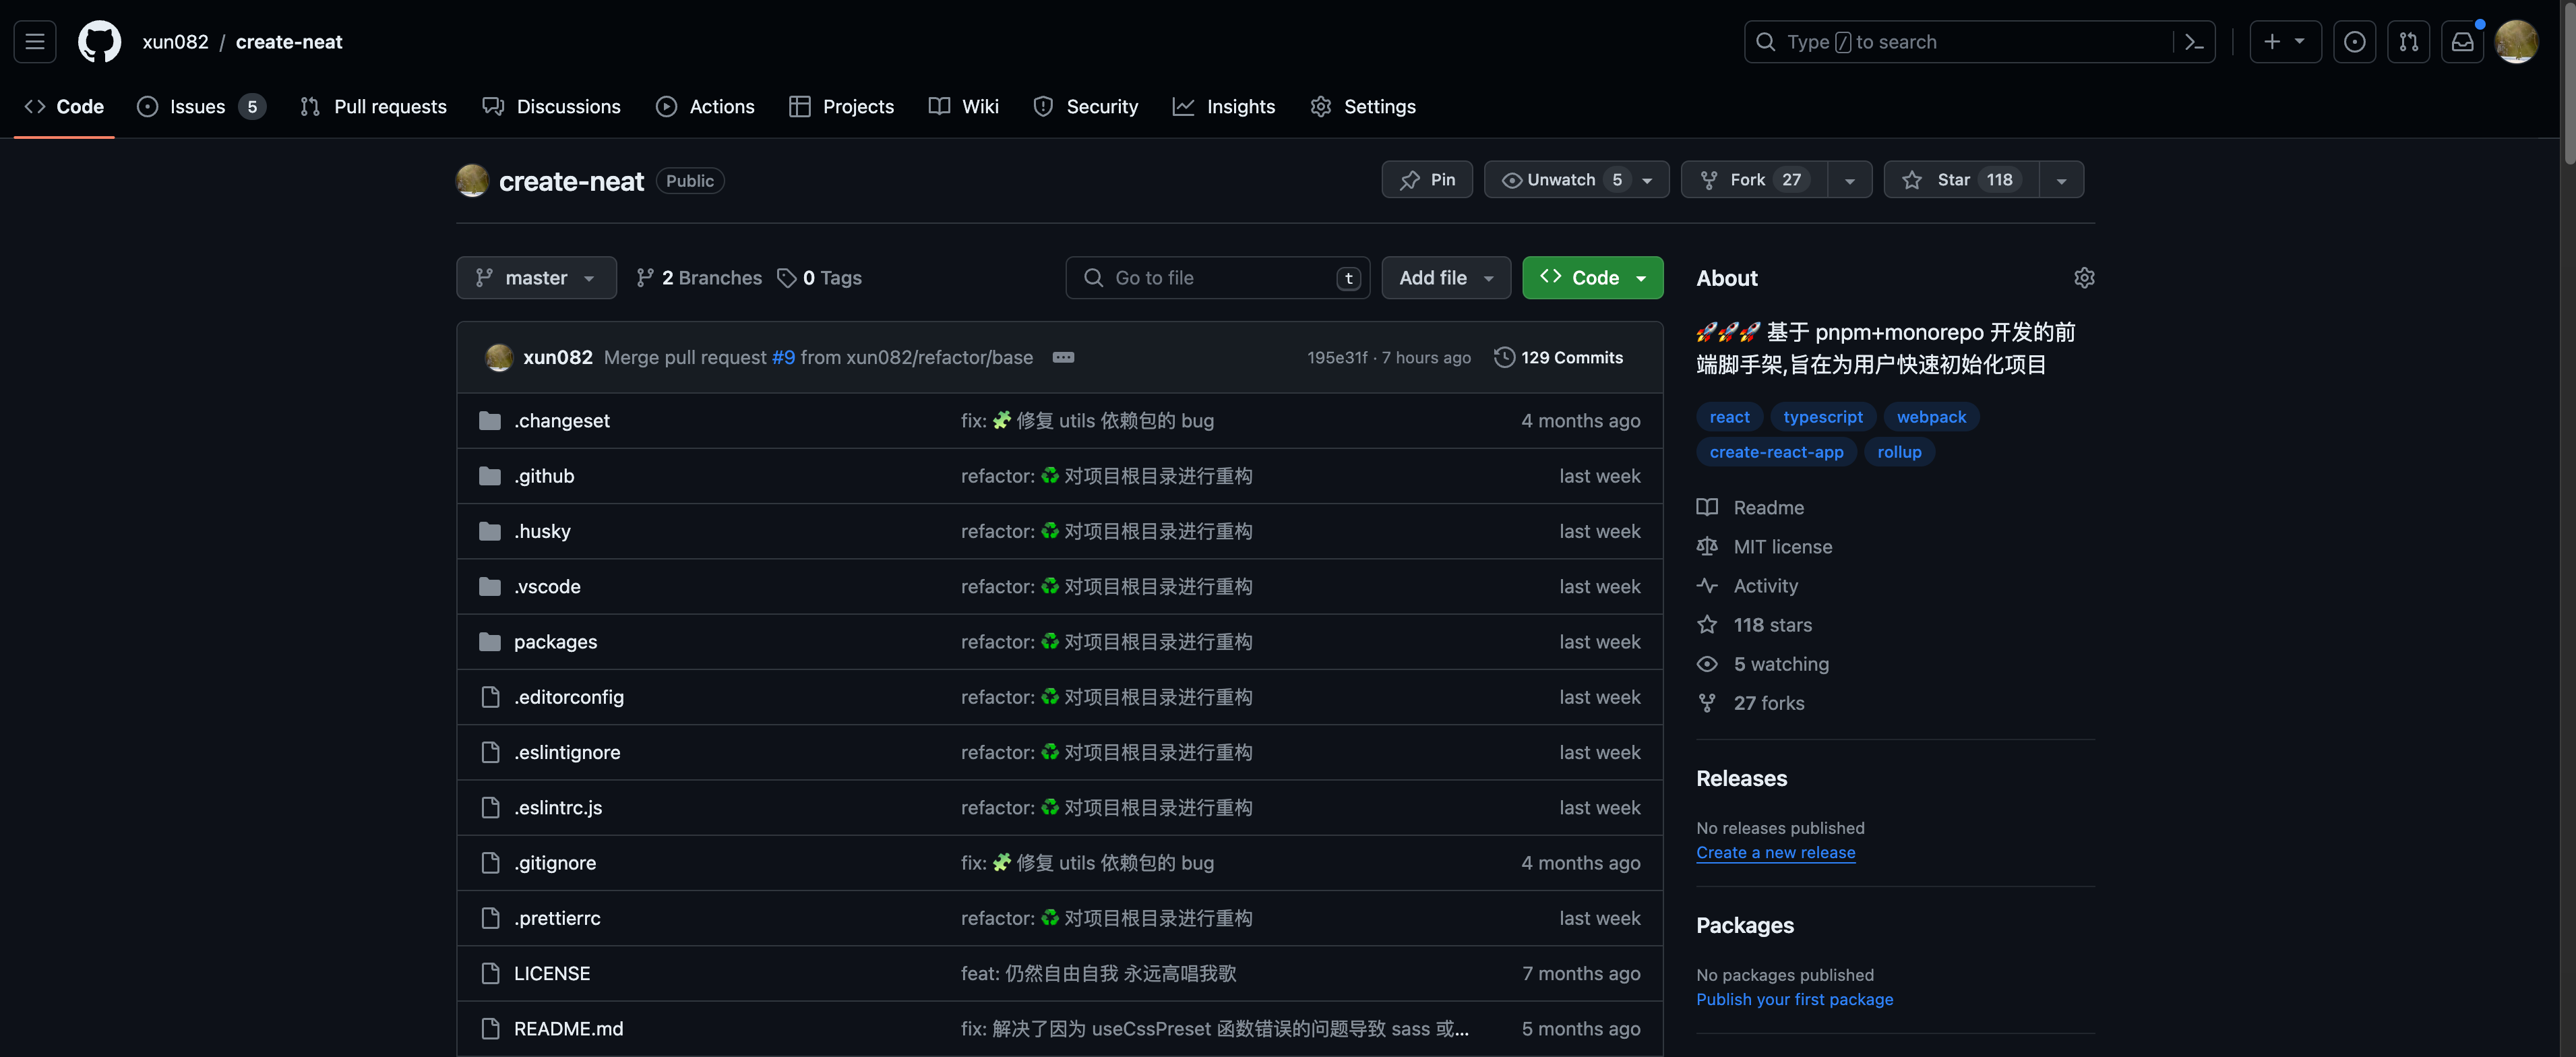 xun082 / create-neat
Type / to search
Code Issues 5 Pull requests Discussions Actions Projects Wiki Security Insights Settings
create-neat Public
Pin Unwatch 5 Fork 27 Star 118
master 2 Branches 0 Tags Go to file t Add file Code
xun082 Merge pull request #9 from xun082/refactor/base 195e31f · 7 hours ago 129 Commits
.changeset fix: 🧩 修复 utils 依赖包的 bug 4 months ago
.github refactor: ♻️ 对项目根目录进行重构 last week
.husky refactor: ♻️ 对项目根目录进行重构 last week
.vscode refactor: ♻️ 对项目根目录进行重构 last week
packages refactor: ♻️ 对项目根目录进行重构 last week
.editorconfig refactor: ♻️ 对项目根目录进行重构 last week
.eslintignore refactor: ♻️ 对项目根目录进行重构 last week
.eslintrc.js refactor: ♻️ 对项目根目录进行重构 last week
.gitignore fix: 🧩 修复 utils 依赖包的 bug 4 months ago
.prettierrc refactor: ♻️ 对项目根目录进行重构 last week
LICENSE feat: 仍然自由自我 永远高唱我歌 7 months ago
README.md fix: 解决了因为 useCssPreset 函数错误的问题导致 sass 或... 5 months ago
About
🚀🚀🚀 基于 pnpm+monorepo 开发的前
端脚手架,旨在为用户快速初始化项目
react typescript webpack
create-react-app rollup
Readme
MIT license
Activity
118 stars
5 watching
27 forks
Releases
No releases published
Create a new release
Packages
No packages published
Publish your first package